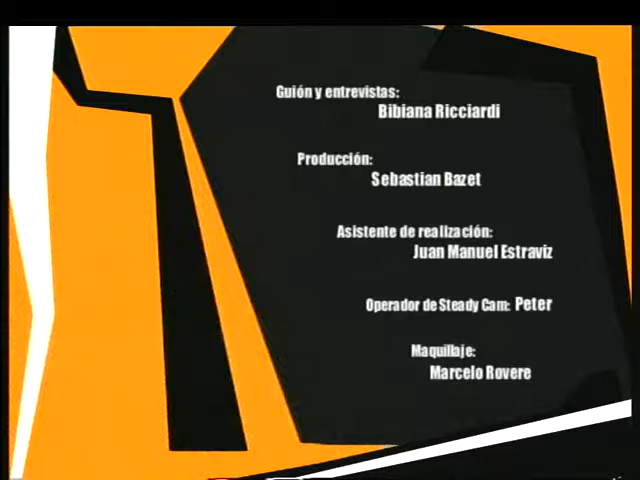 Guión y entrevistas:
Bibiana Ricciardi
Producción:
Sebastian Bazet
Asistente de realización:
Juan Manuel Estraviz
Operador de Steady Cam: Peter
Maquillaje:
Marcelo Rovere